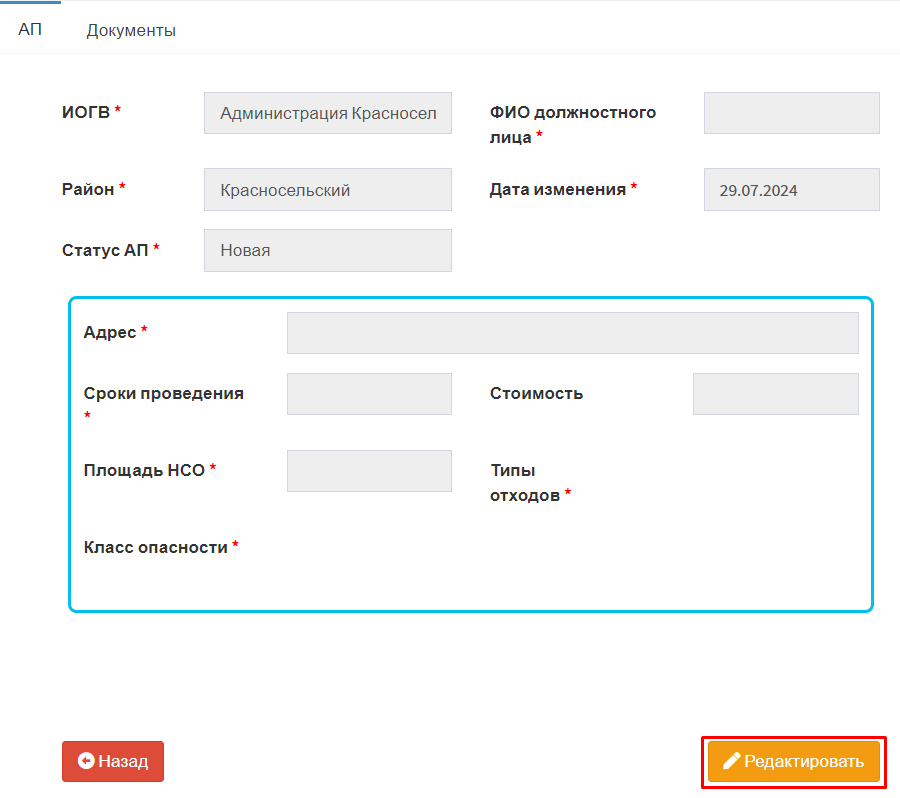 АП
Документы
ИОГВ *
Администрация Красносел
ФИО должностного
лица *
Район *
Красносельский
Дата изменения *
29.07.2024
Статус АП *
Новая
Адрес *
Сроки проведения
*
Стоимость
Площадь НСО *
Типы
отходов *
Класс опасности *
Назад
Редактировать